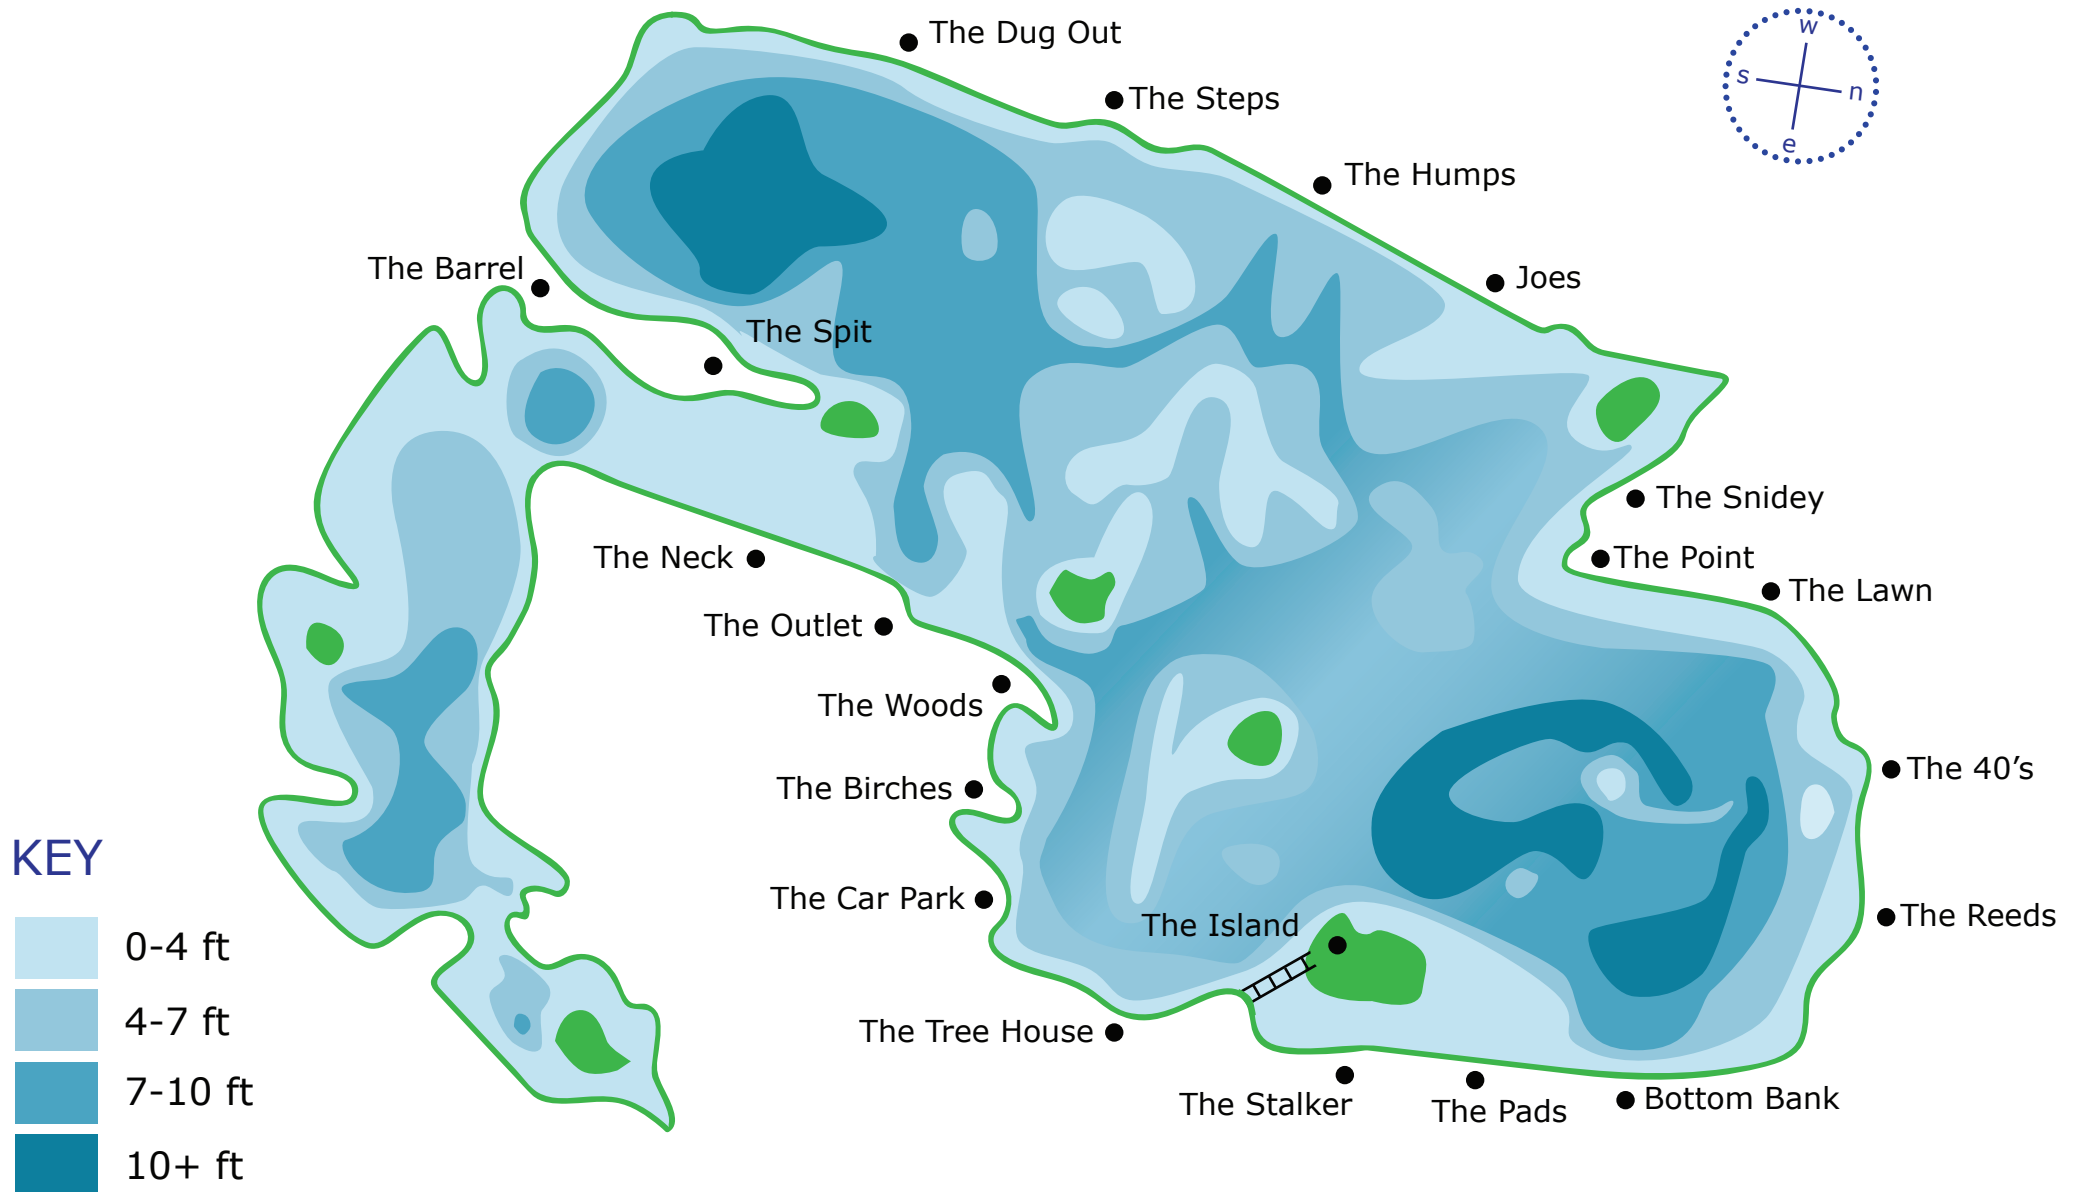 The Dug Out
w
s
n
e
The Steps
The Humps
The Barrel
Joes
The Spit
The Snidey
The Neck
The Point
The Lawn
The Outlet
The Woods
The 40’s
The Birches
KEY
The Car Park
The Reeds
The Island
0-4 ft
4-7 ft
The Tree House
7-10 ft
The Stalker
The Pads
Bottom Bank
10+ ft